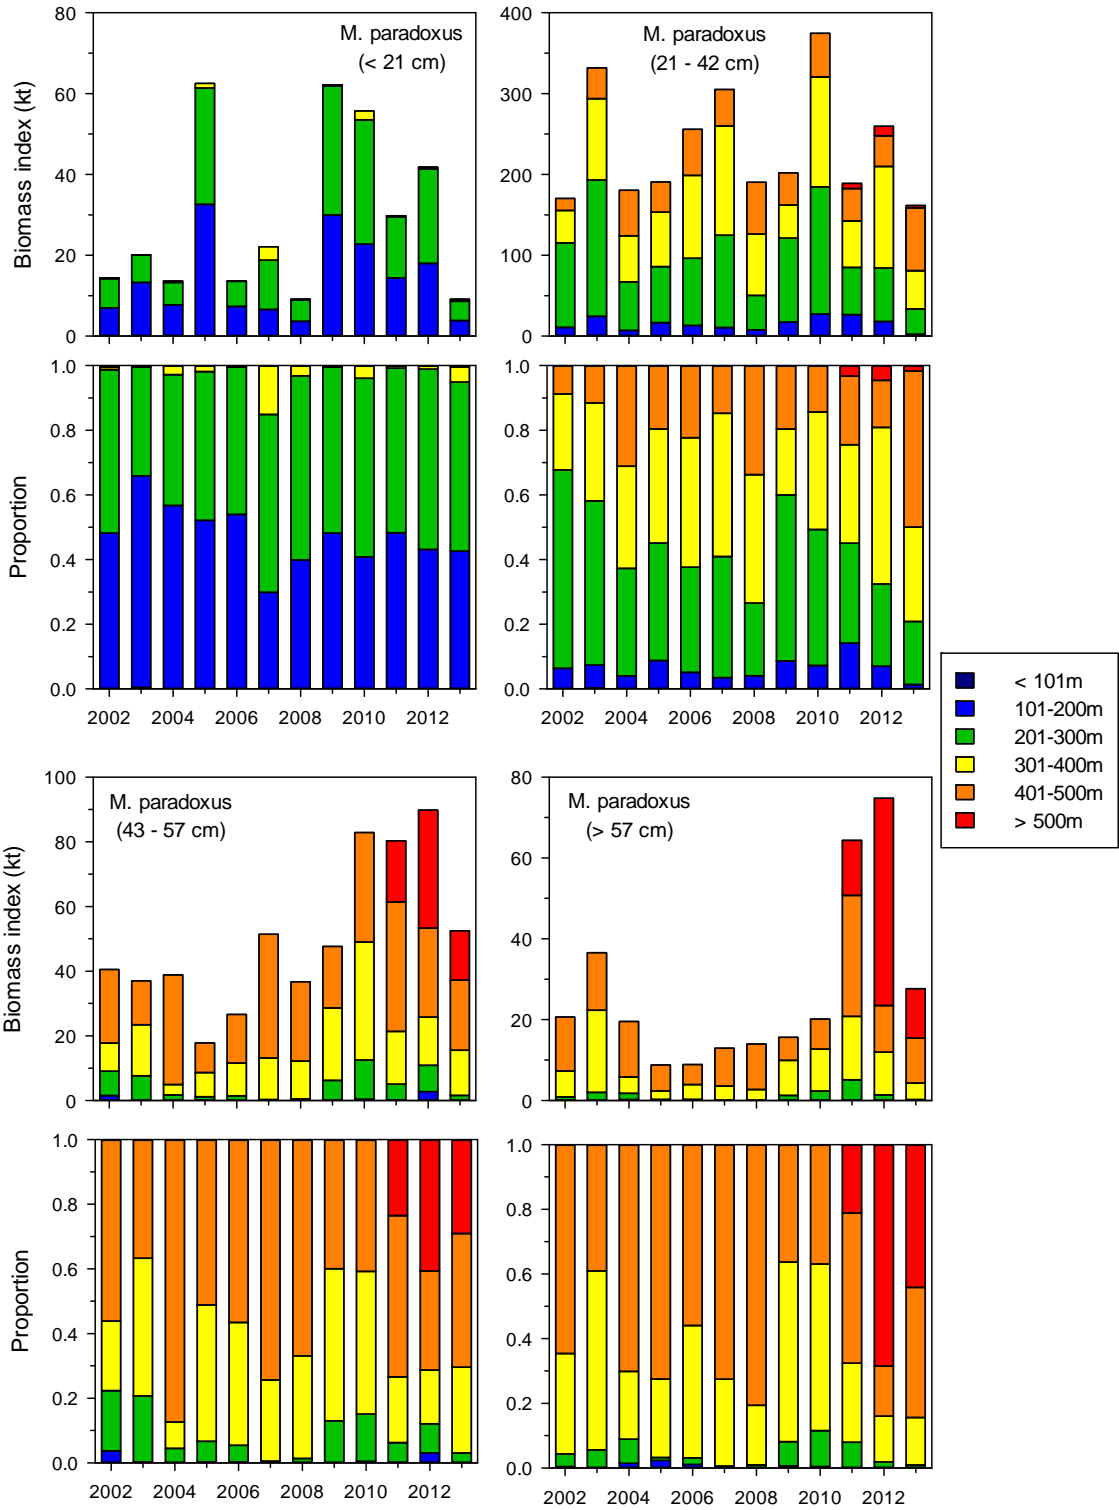 80
60
40
20
0
Biomass index (kt)
M. paradoxus
(< 21 cm)
400
300
200
100
0
M. paradoxus
(21 - 42 cm)
1.0
0.8
0.6
0.4
0.2
0.0
Proportion
2002 2004 2006 2008 2010 2012
1.0
0.8
0.6
0.4
0.2
0.0
2002 2004 2006 2008 2010 2012
< 101m
101-200m
201-300m
301-400m
401-500m
> 500m
100
80
60
40
20
0
Biomass index (kt)
M. paradoxus
(43 - 57 cm)
80
60
40
20
0
M. paradoxus
(> 57 cm)
1.0
0.8
0.6
0.4
0.2
0.0
Proportion
2002 2004 2006 2008 2010 2012
1.0
0.8
0.6
0.4
0.2
0.0
2002 2004 2006 2008 2010 2012